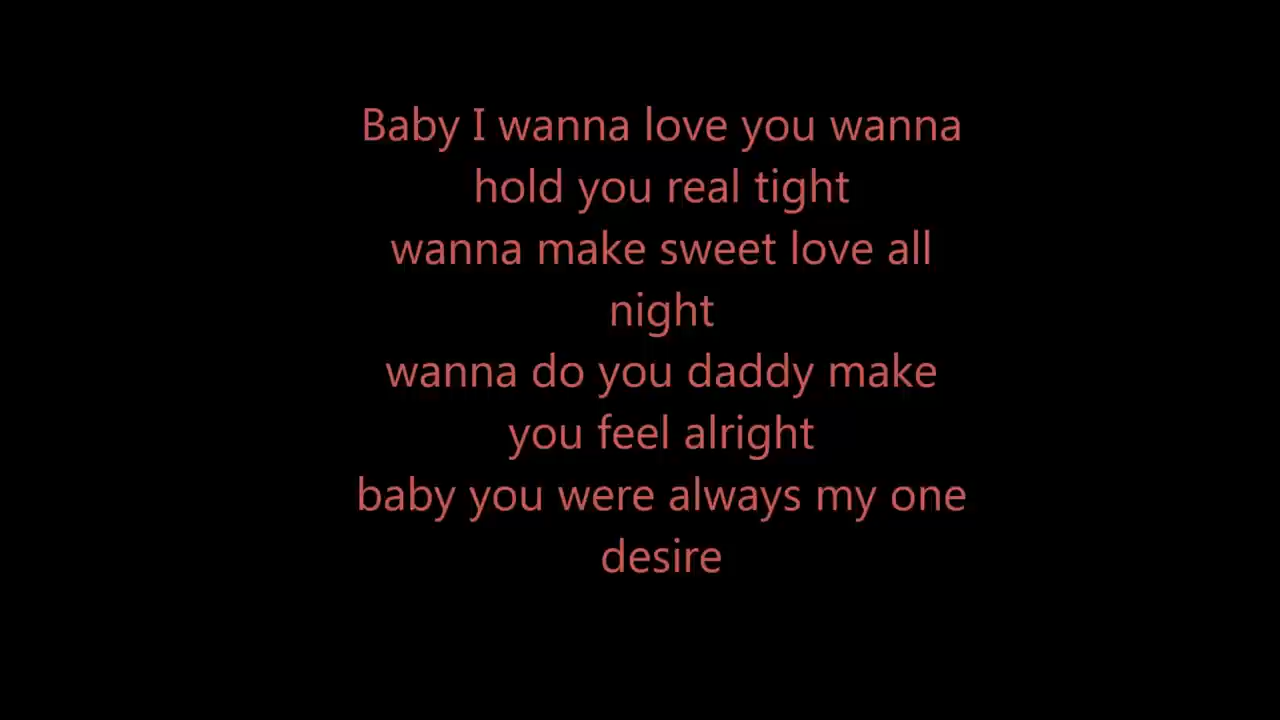 Baby I wanna love you wanna
hold you real tight
wanna make sweet love all
night
wanna do you daddy make
you feel alright
baby you were always my one
desire